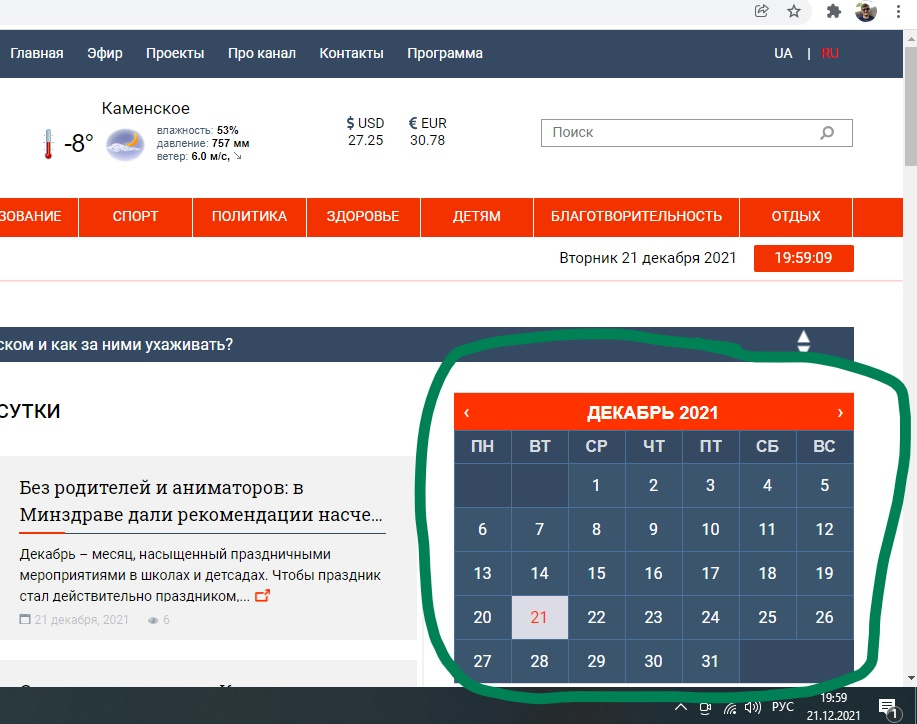 Главная Эфир Проекты Про канал Контакты Программа UA | RU
Каменское
-8°
влажность: 53%
давление: 757 мм
ветер: 6.0 м/с, ↘
$ USD € EUR
27.25 30.78
Поиск
ЗОВАНИЕ СПОРТ ПОЛИТИКА ЗДОРОВЬЕ ДЕТЯМ БЛАГОТВОРИТЕЛЬНОСТЬ ОТДЫХ
Вторник 21 декабря 2021 19:59:09
ском и как за ними ухаживать?
СУТКИ
Без родителей и аниматоров: в
Минздраве дали рекомендации насче...
Декабрь – месяц, насыщенный праздничными
мероприятиями в школах и детсадах. Чтобы праздник
стал действительно праздником,...
21 декабря, 2021 6
‹ ДЕКАБРЬ 2021 ›
ПН ВТ СР ЧТ ПТ СБ ВС
1 2 3 4 5
6 7 8 9 10 11 12
13 14 15 16 17 18 19
20 21 22 23 24 25 26
27 28 29 30 31
РУС
19:59
21.12.2021
1